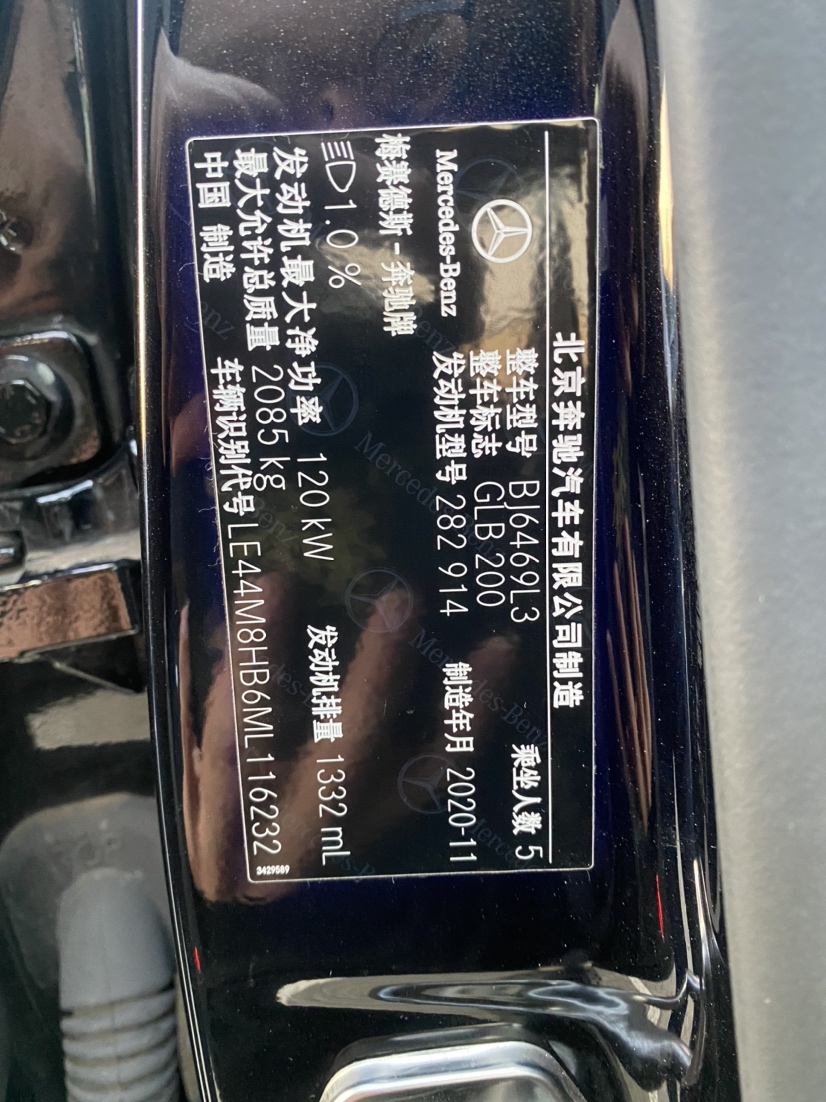 北京奔驰汽车有限公司制造
Mercedes-Benz
整车型号 BJ6469L3 乘坐人数 5
整车标志 GLB 200
发动机型号 282 914 制造年月 2020-11
梅赛德斯-奔驰牌
1.0 %
发动机最大净功率 120 kW 发动机排量 1332 mL
最大允许总质量 2085 kg
中国 制造 车辆识别代号 LE44M8HB6ML116232
3429589
TOP